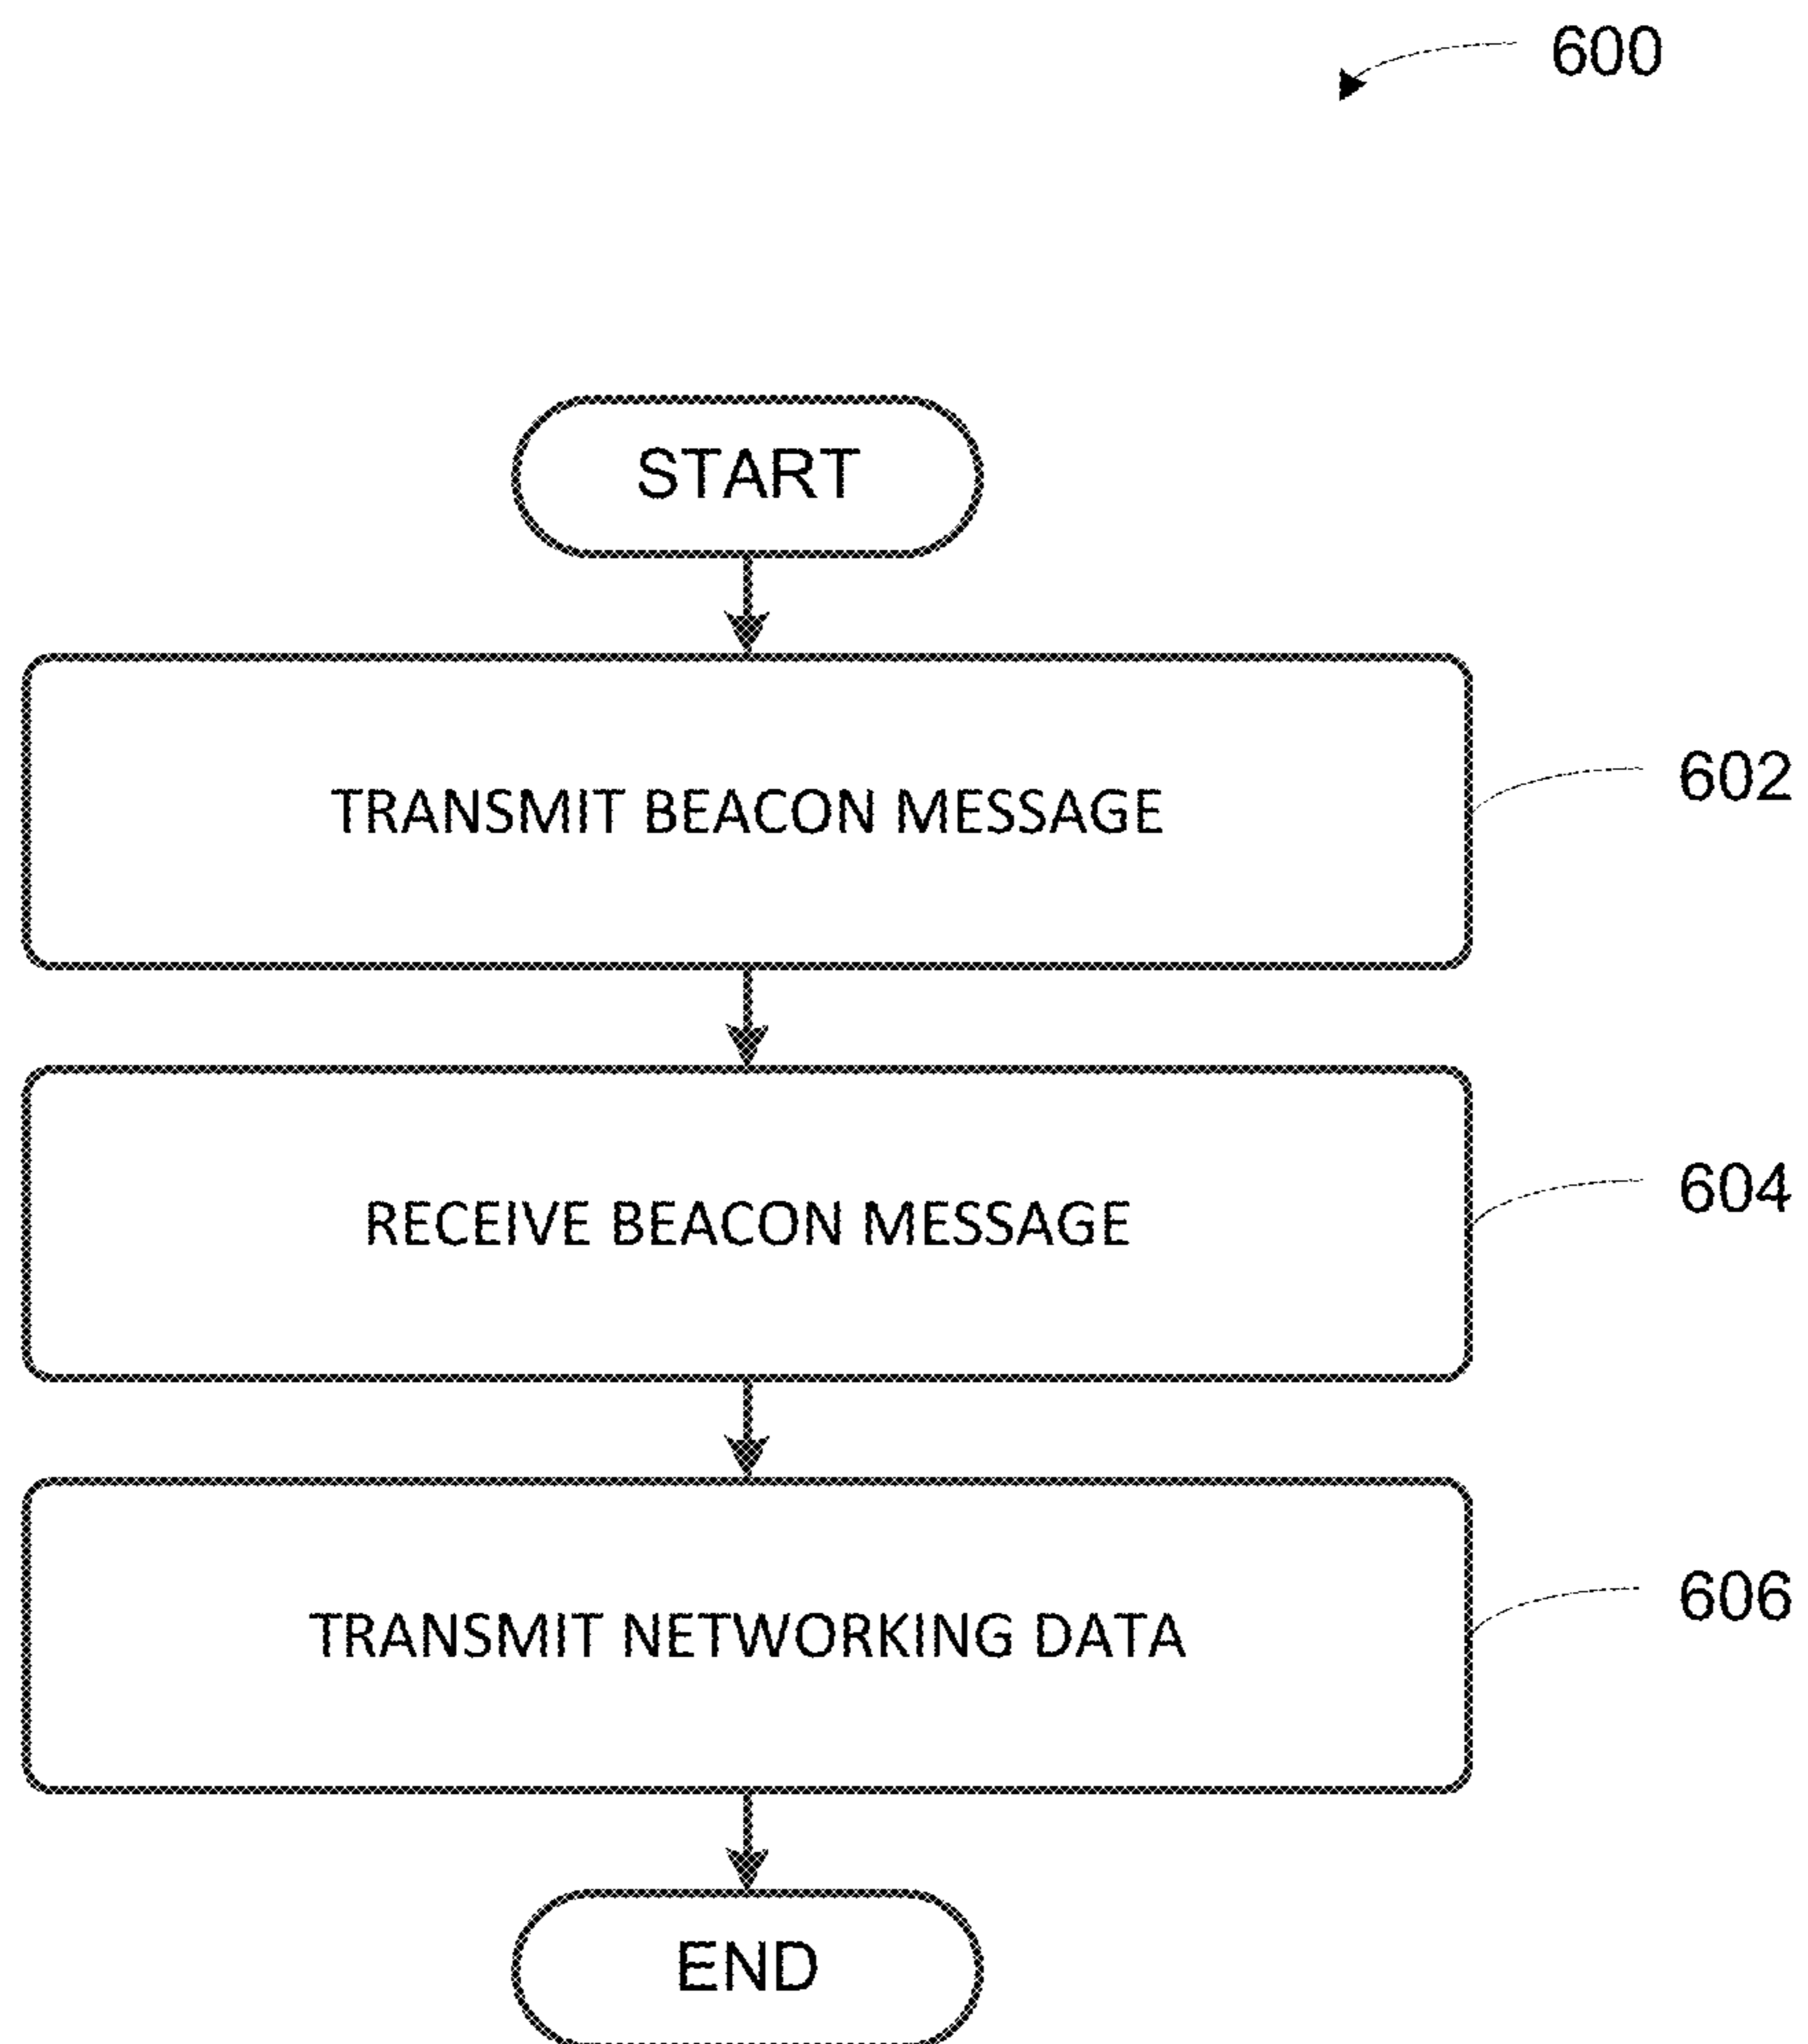 600
START
TRANSMIT BEACON MESSAGE
602
RECEIVE BEACON MESSAGE
604
TRANSMIT NETWORKING DATA
606
END